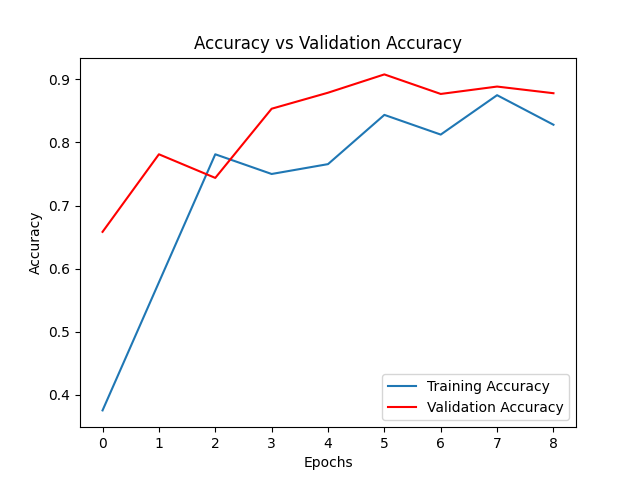 Accuracy vs Validation Accuracy
0.9
0.8
0.7
0.6
0.5
0.4
Accuracy
Training Accuracy
Validation Accuracy
0 1 2 3 4 5 6 7 8
Epochs